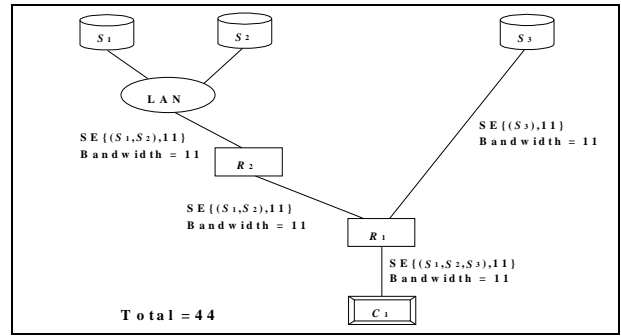 S1
S2
S3
LAN
SE{(S1,S2),11}
Bandwidth = 11
SE{(S3),11}
Bandwidth = 11
R2
SE{(S1,S2),11}
Bandwidth = 11
R1
SE{(S1,S2,S3),11}
Bandwidth = 11
Total = 44
C1